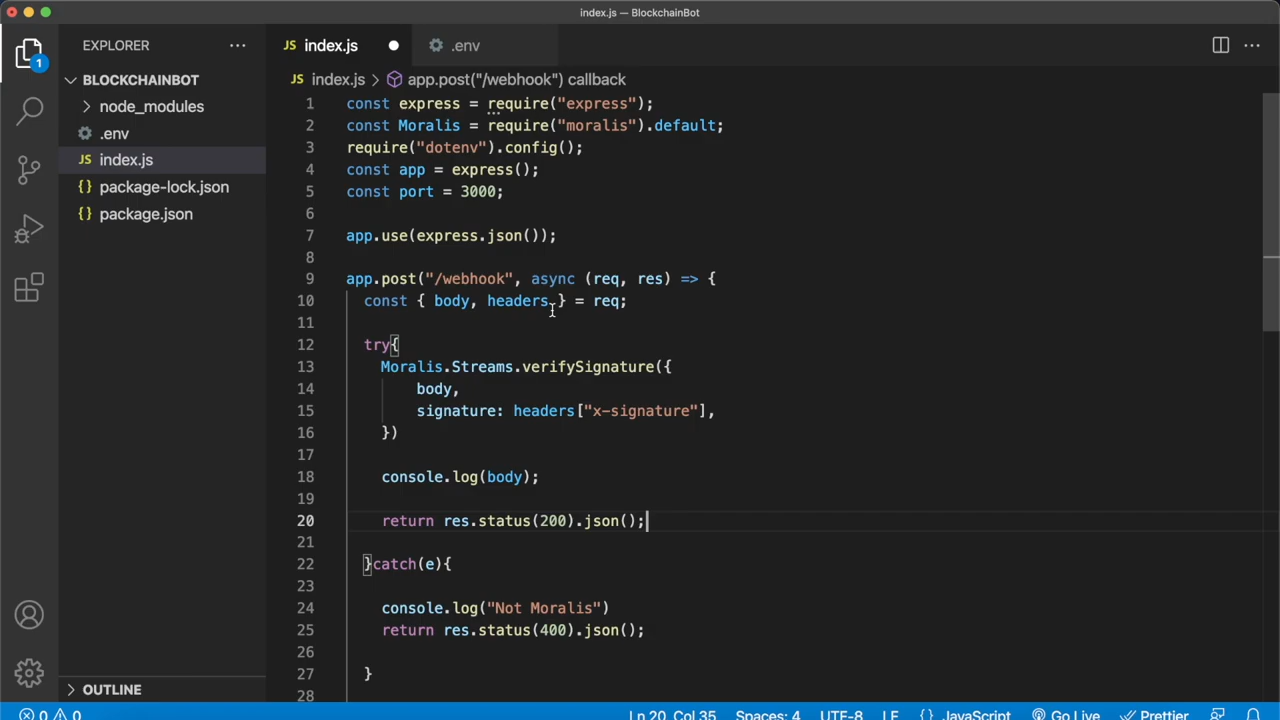 index.js — BlockchainBot
EXPLORER
BLOCKCHAINBOT
node_modules
.env
JS index.js
{} package-lock.json
{} package.json
OUTLINE
1
JS index.js
.env
JS index.js > app.post("/webhook") callback
1 const express = require("express");
2 const Moralis = require("moralis").default;
3 require("dotenv").config();
4 const app = express();
5 const port = 3000;
6
7 app.use(express.json());
8
9 app.post("/webhook", async (req, res) => {
10 const { body, headers } = req;
11
12 try{
13 Moralis.Streams.verifySignature({
14 body,
15 signature: headers["x-signature"],
16 })
17
18 console.log(body);
19
20 return res.status(200).json();
21
22 }catch(e){
23
24 console.log("Not Moralis")
25 return res.status(400).json();
26
27 }
28
0 0
Ln 20, Col 35 Spaces: 4 UTF-8 LF {} JavaScript Go Live Prettier